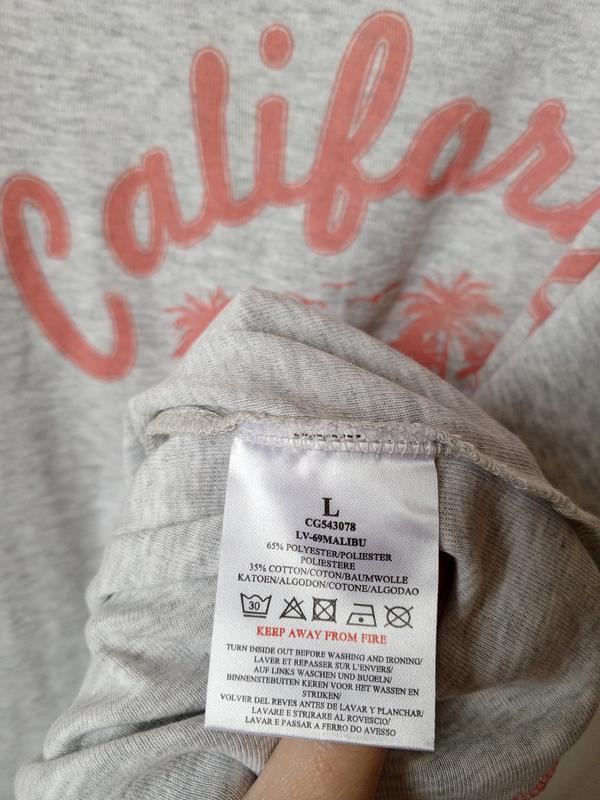 Califor
L
CG543078
LV-69MALIBU
65% POLYESTER/POLIESTER
POLIESTERE
35% COTTON/COTON/BAUMWOLLE
KATOEN/ALGODON/COTONE/ALGODAO
30
KEEP AWAY FROM FIRE
TURN INSIDE OUT BEFORE WASHING AND IRONING/
LAVER ET REPASSER SUR L'ENVERS/
AUF LINKS WASCHEN UND BUGELN/
BINNENSTEBUITEN KEREN VOOR HET WASSEN EN
STRIJKEN/
VOLVER DEL REVES ANTES DE LAVAR Y PLANCHAR/
LAVARE E STRIRARE AL ROVESCIO/
LAVAR E PASSAR A FERRO DO AVESSO